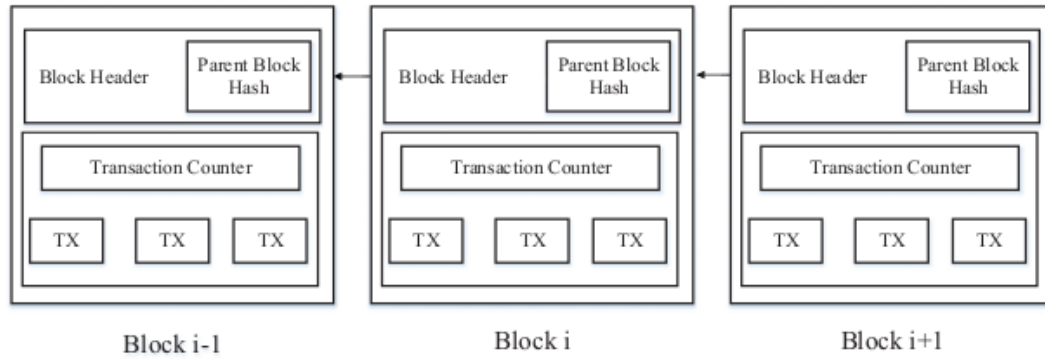 Block Header
Parent Block
Hash
Transaction Counter
TX TX TX
Block i-1
Block Header
Parent Block
Hash
Transaction Counter
TX TX TX
Block i
Block Header
Parent Block
Hash
Transaction Counter
TX TX TX
Block i+1